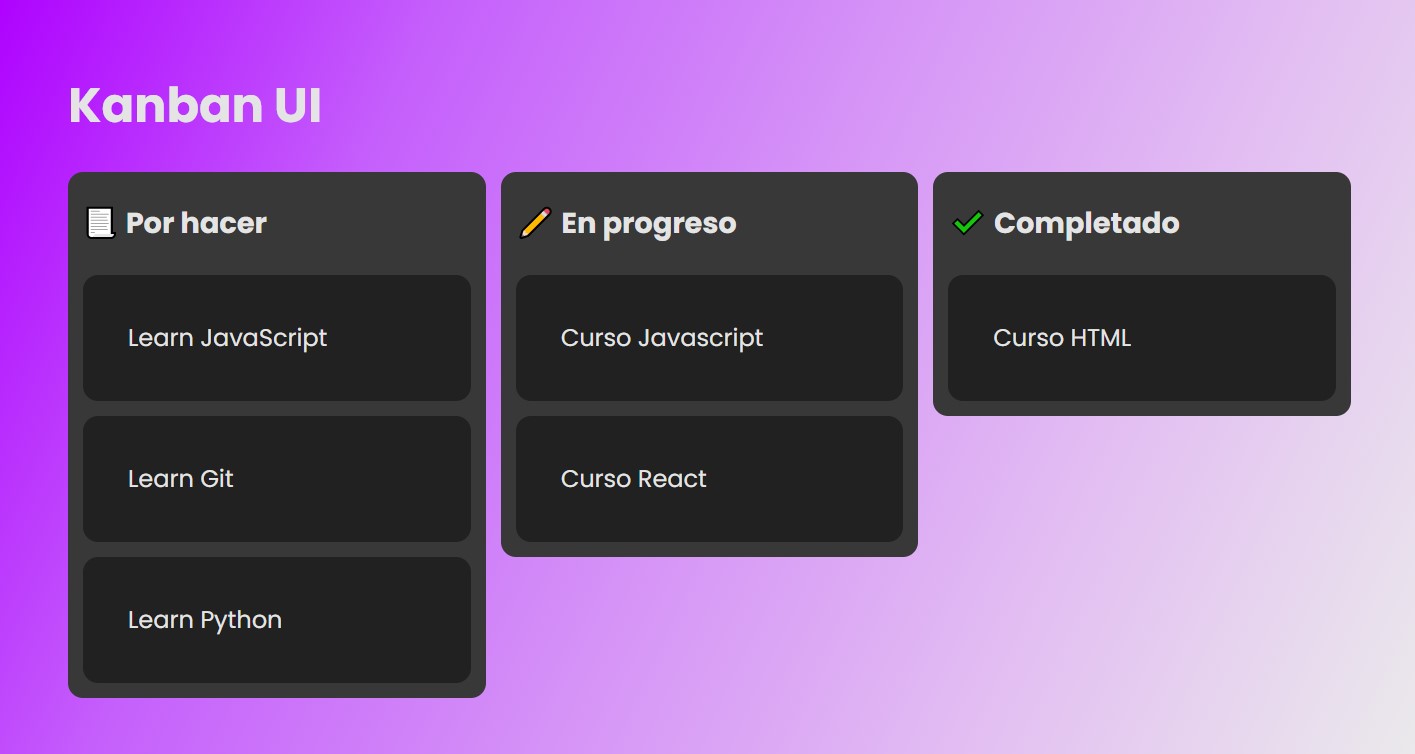 Kanban UI
📃 Por hacer
Learn JavaScript
Learn Git
Learn Python
✏️ En progreso
Curso Javascript
Curso React
✔️ Completado
Curso HTML